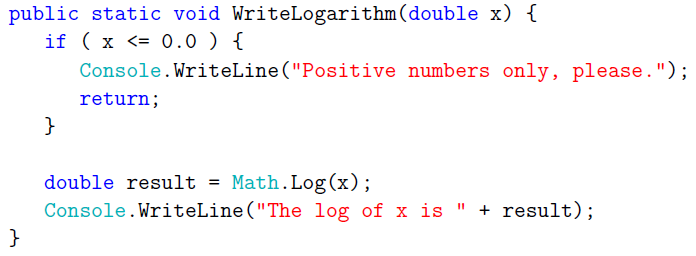 public static void WriteLogarithm(double x) {
if ( x <= 0.0 ) {
Console.WriteLine("Positive numbers only, please.");
return;
}
double result = Math.Log(x);
Console.WriteLine("The log of x is " + result);
}